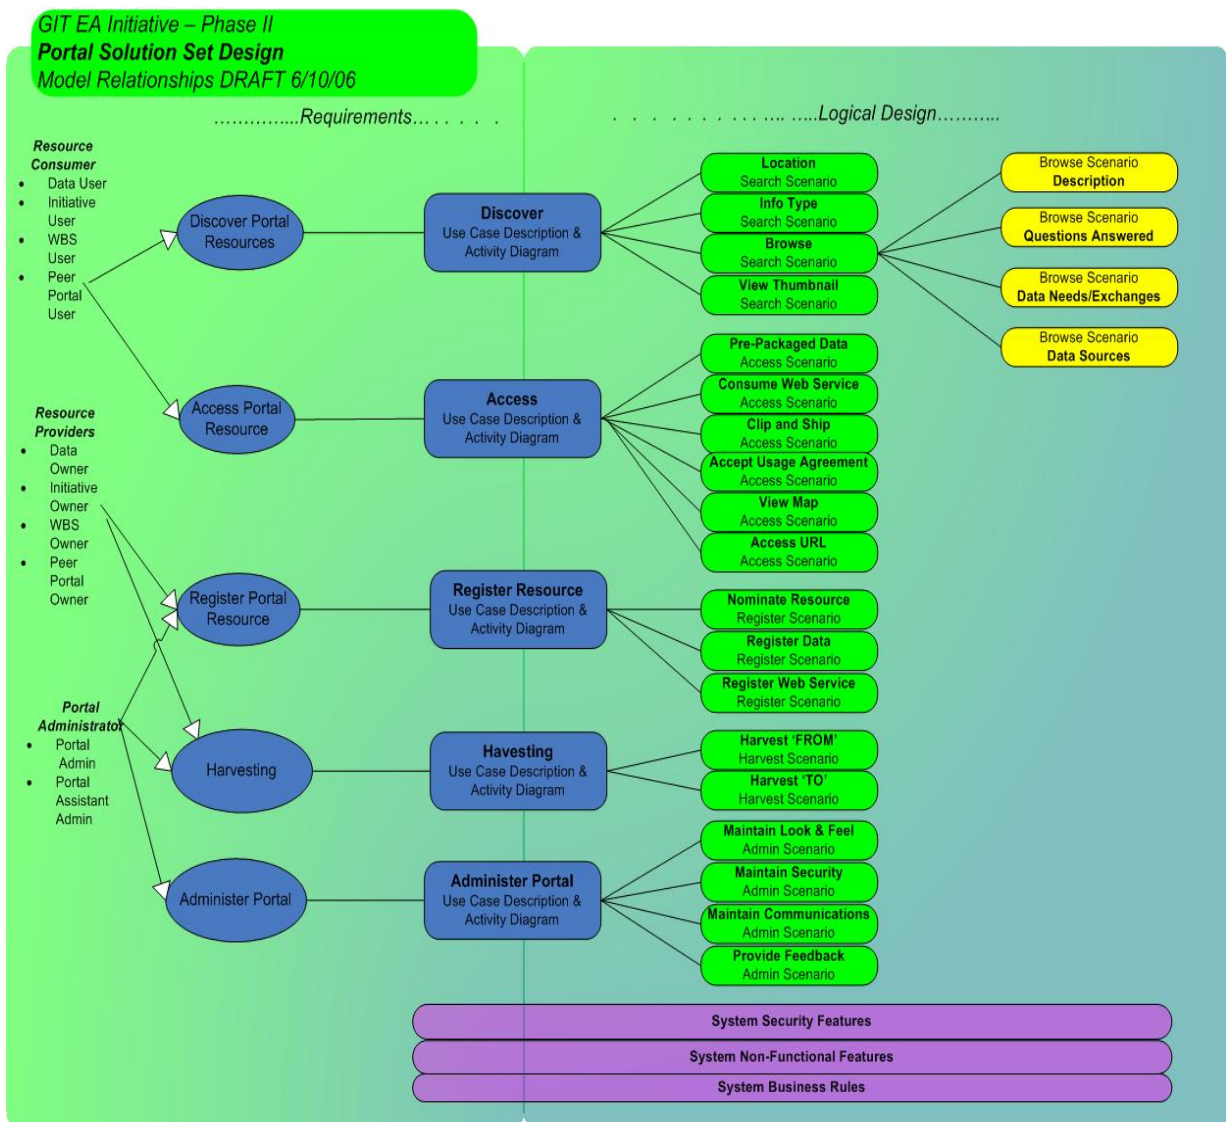 GIT EA Initiative – Phase II
Portal Solution Set Design
Model Relationships DRAFT 6/10/06
…………...Requirements… . . . . .
. . . . . . . . . . …. …..Logical Design………..
Resource
Consumer
• Data User
• Initiative
User
• WBS
User
• Peer
Portal
User
Resource
Providers
• Data
Owner
• Initiative
Owner
• WBS
Owner
• Peer
Portal
Owner
Portal
Administrator
• Portal
Admin
• Portal
Assistant
Admin
Discover Portal
Resources
Access Portal
Resource
Register Portal
Resource
Harvesting
Administer Portal
Discover
Use Case Description &
Activity Diagram
Access
Use Case Description &
Activity Diagram
Register Resource
Use Case Description &
Activity Diagram
Havesting
Use Case Description &
Activity Diagram
Administer Portal
Use Case Description &
Activity Diagram
Location
Search Scenario
Info Type
Search Scenario
Browse
Search Scenario
View Thumbnail
Search Scenario
Pre-Packaged Data
Access Scenario
Consume Web Service
Access Scenario
Clip and Ship
Access Scenario
Accept Usage Agreement
Access Scenario
View Map
Access Scenario
Access URL
Access Scenario
Nominate Resource
Register Scenario
Register Data
Register Scenario
Register Web Service
Register Scenario
Harvest ‘FROM’
Harvest Scenario
Harvest ‘TO’
Harvest Scenario
Maintain Look & Feel
Admin Scenario
Maintain Security
Admin Scenario
Maintain Communications
Admin Scenario
Provide Feedback
Admin Scenario
Browse Scenario
Description
Browse Scenario
Questions Answered
Browse Scenario
Data Needs/Exchanges
Browse Scenario
Data Sources
System Security Features
System Non-Functional Features
System Business Rules